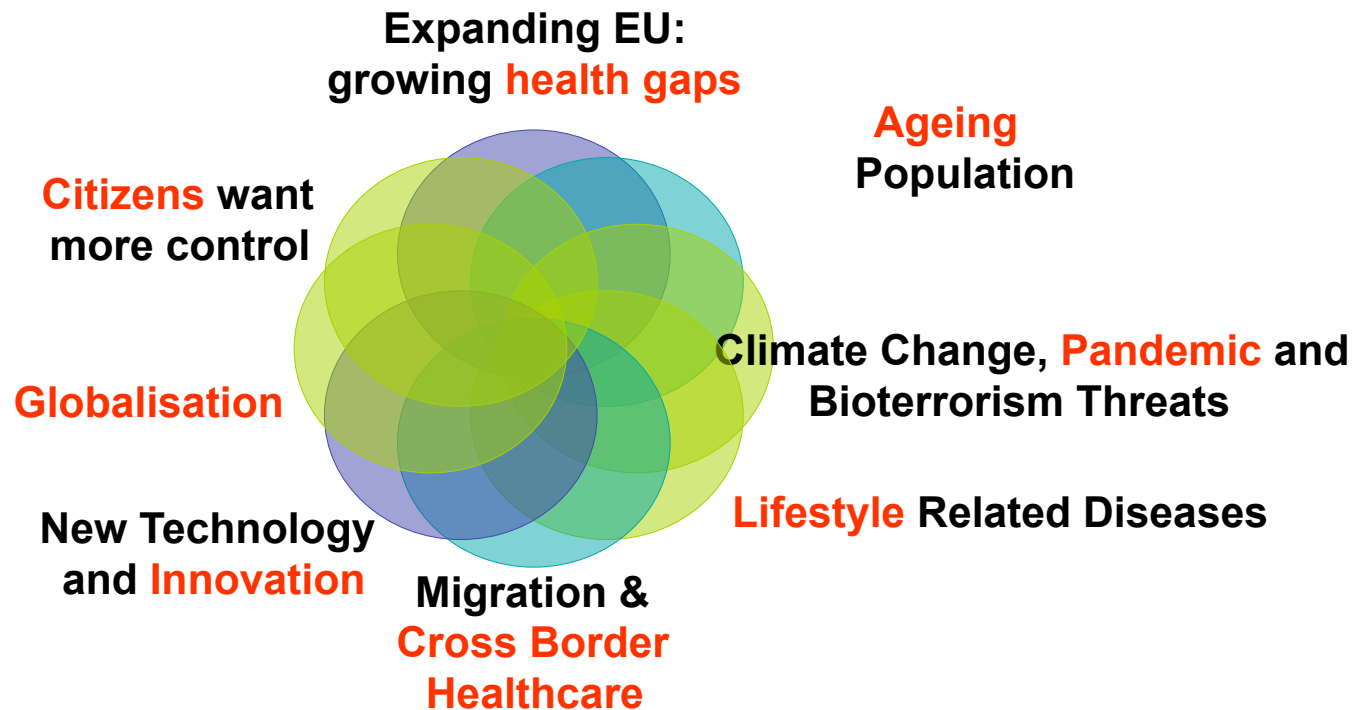 Expanding EU:
growing health gaps
Ageing
Population
Citizens want
more control
Climate Change, Pandemic and
Bioterrorism Threats
Globalisation
Lifestyle Related Diseases
New Technology
and Innovation
Migration &
Cross Border
Healthcare